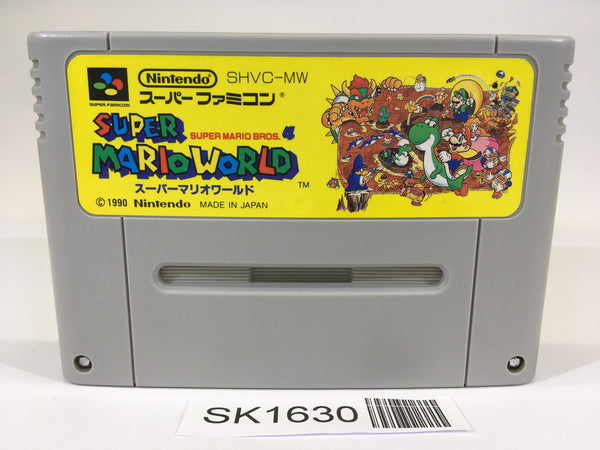 SUPER FAMICOM
Nintendo SHVC-MW
スーパーファミコン®
SUPER MARIO BROS. 4
SUPER
MARIO WORLD
スーパーマリオワールド ™
© 1990 Nintendo MADE IN JAPAN
SK1630